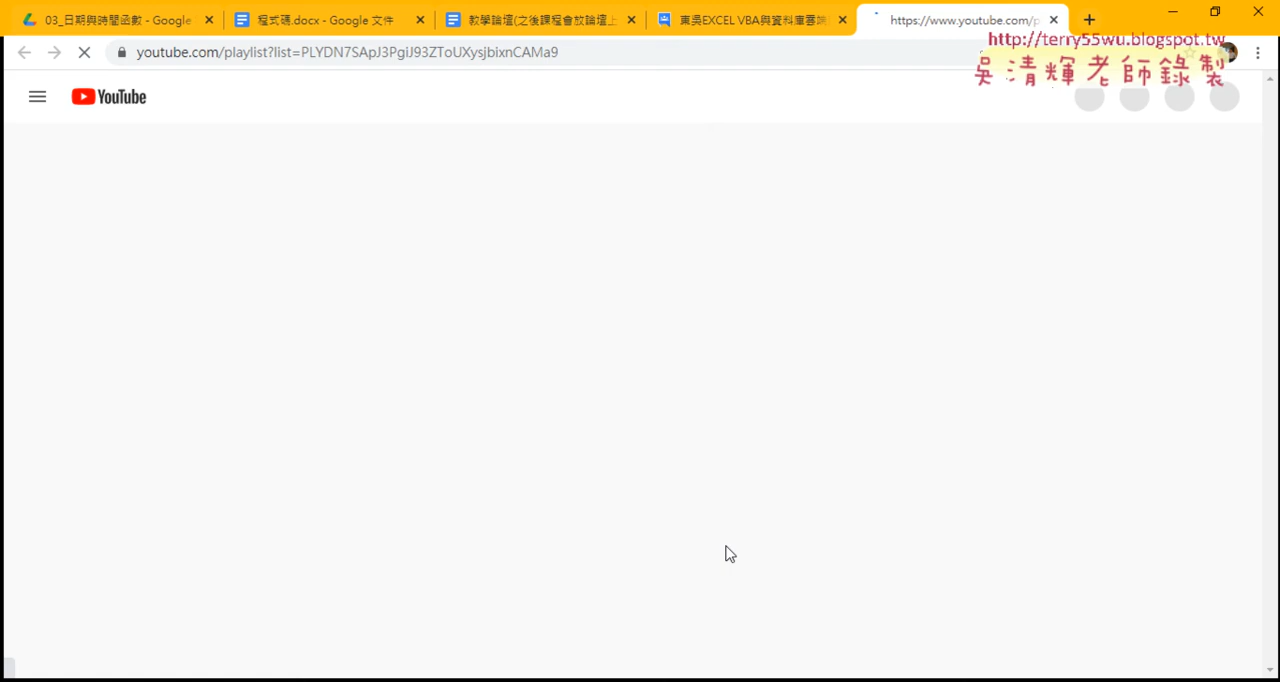 03_日期與時間函數 - Google
程式碼.docx - Google 文件
教學論壇(之後課程會放論壇上
東吳EXCEL VBA與資料庫雲端
https://www.youtube.com/p
http://terry55wu.blogspot.tw
youtube.com/playlist?list=PLYDN7SApJ3PgiJ93ZToUXysjbixnCAMa9
吳清輝老師錄製
YouTube